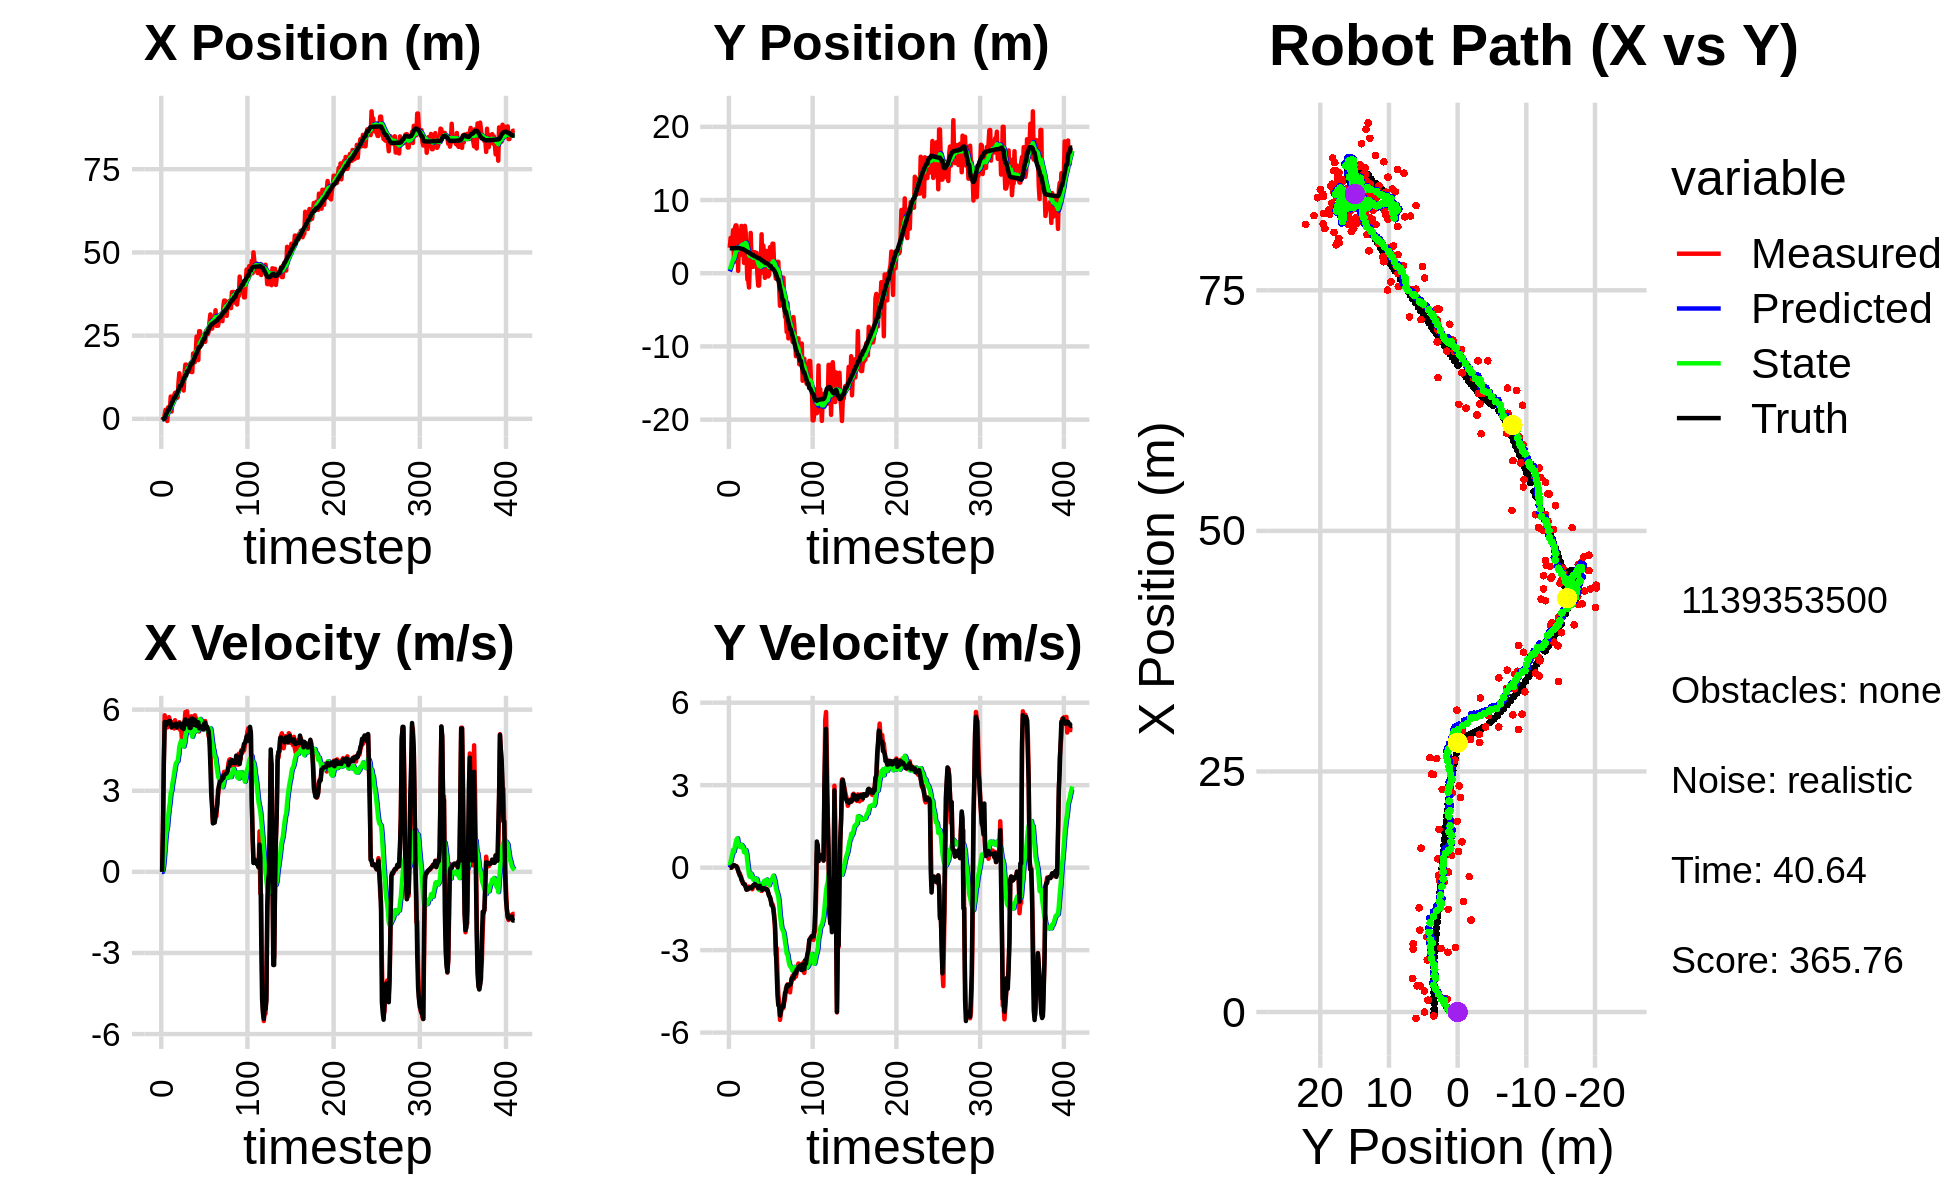 X Position (m)
75
50
25
0
0 100 200 300 400
timestep
Y Position (m)
20
10
0
-10
-20
0 100 200 300 400
timestep
X Velocity (m/s)
6
3
0
-3
-6
0 100 200 300 400
timestep
Y Velocity (m/s)
6
3
0
-3
-6
0 100 200 300 400
timestep
Robot Path (X vs Y)
X Position (m)
75
50
25
0
20 10 0 -10 -20
Y Position (m)
variable
Measured
Predicted
State
Truth
1139353500
Obstacles: none
Noise: realistic
Time: 40.64
Score: 365.76